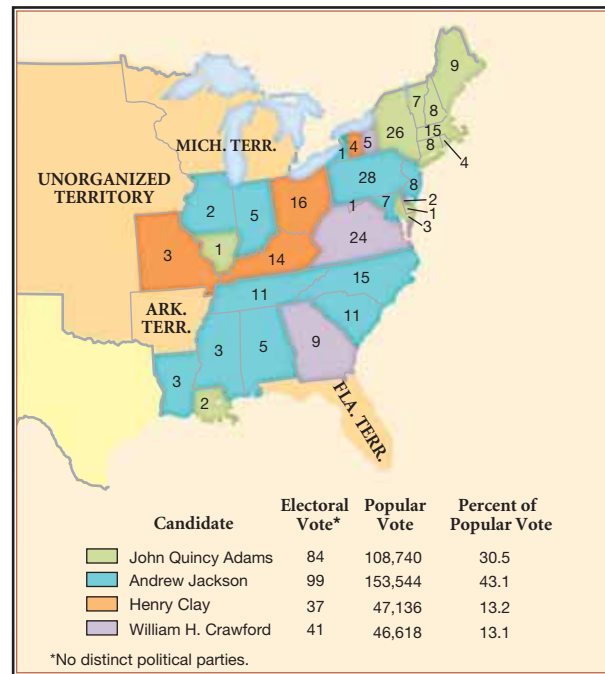 9
7
8
26
15
8
4
MICH. TERR.
1
4
5
UNORGANIZED
TERRITORY
28
8
2
5
16
1
7
2
1
3
3
1
14
24
ARK.
TERR.
11
15
11
3
5
9
3
2
FLA. TERR.
Candidate Electoral Vote* Popular Vote Percent of Popular Vote
John Quincy Adams 84 108,740 30.5
Andrew Jackson 99 153,544 43.1
Henry Clay 37 47,136 13.2
William H. Crawford 41 46,618 13.1
*No distinct political parties.